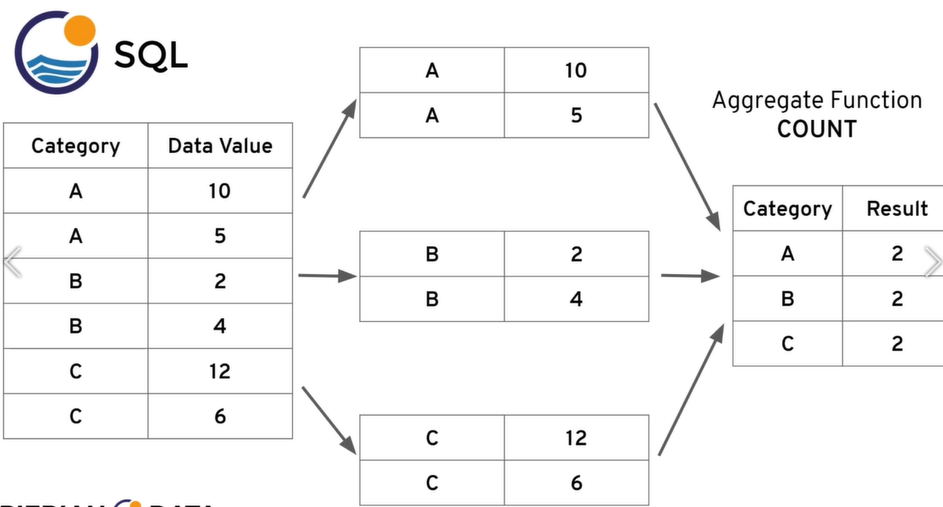 SQL
Category Data Value
A 10
A 5
B 2
B 4
C 12
C 6
A 10
A 5
B 2
B 4
C 12
C 6
Aggregate Function
COUNT
Category Result
A 2
B 2
C 2